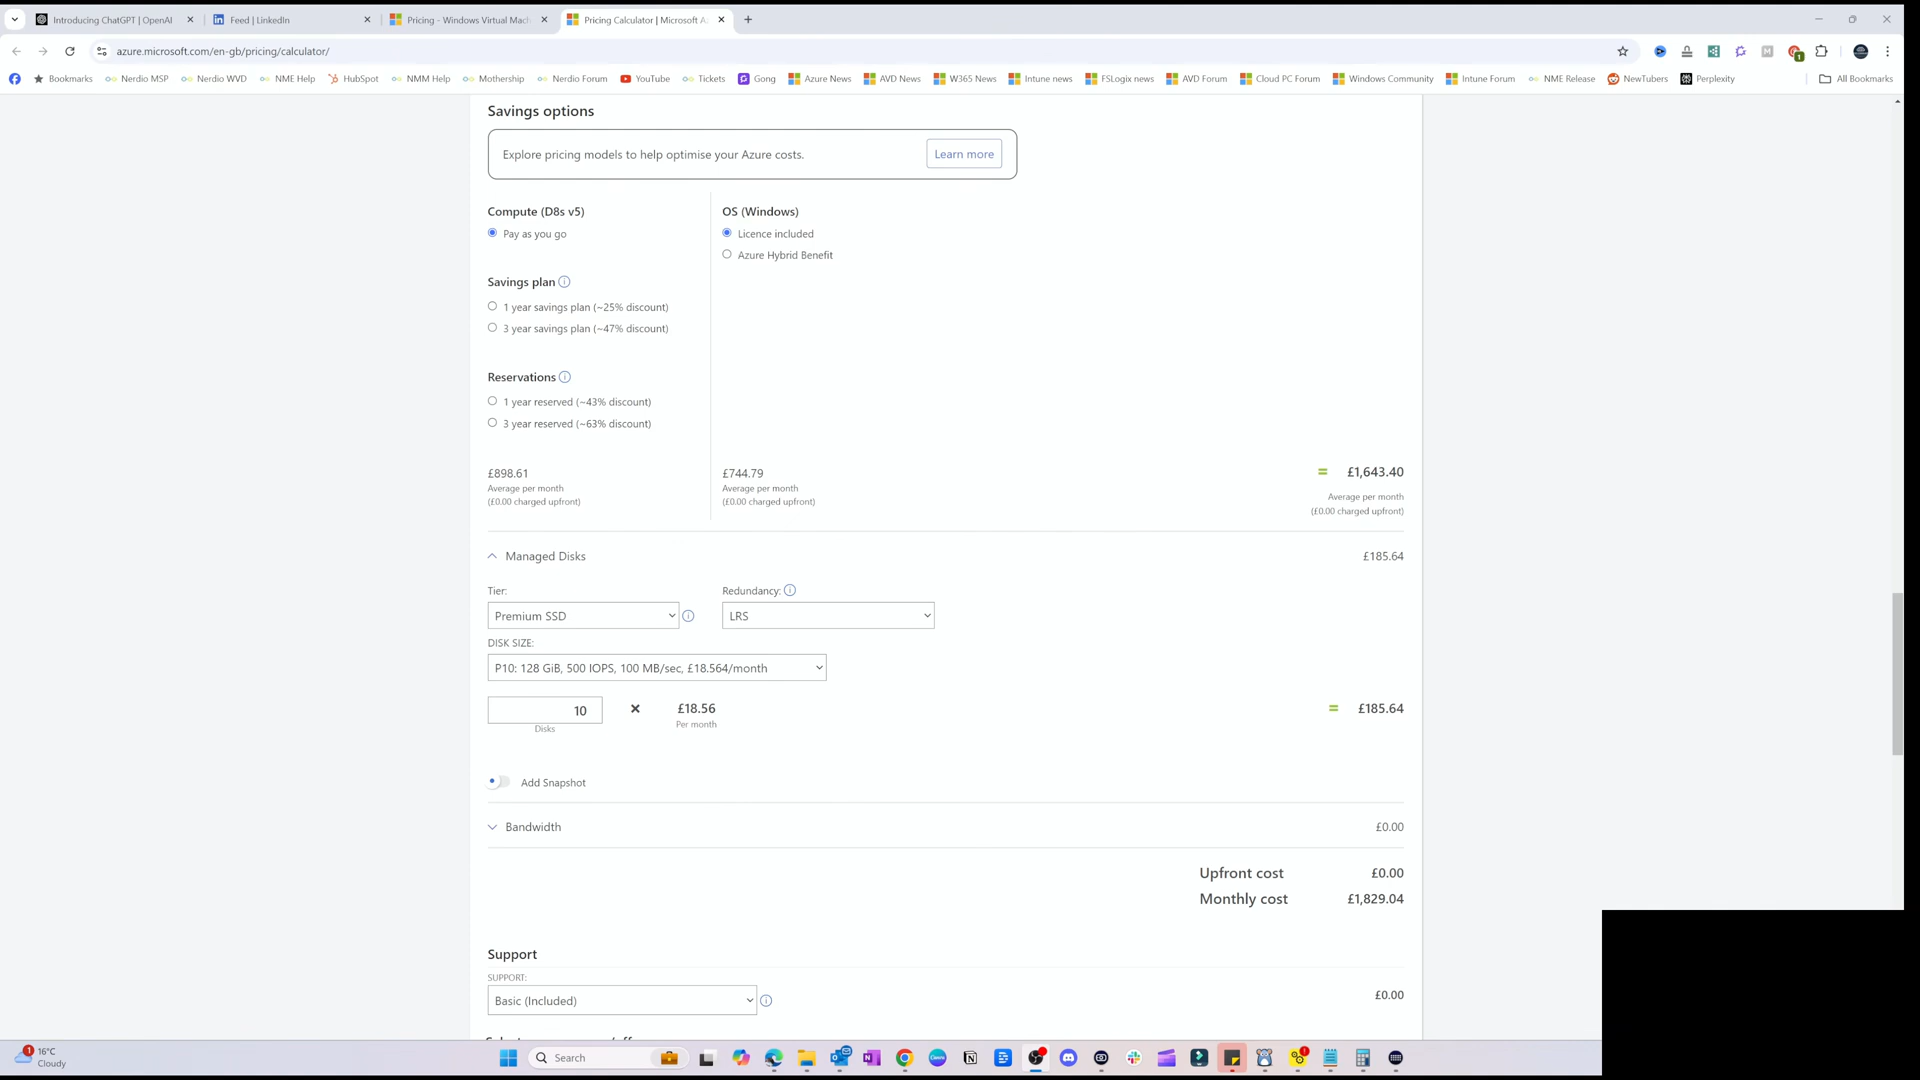 Introducing ChatGPT | OpenAI
Feed | LinkedIn
Pricing - Windows Virtual Mach
Pricing Calculator | Microsoft A
azure.microsoft.com/en-gb/pricing/calculator/
Bookmarks
Nerdio MSP
Nerdio WVD
NME Help
HubSpot
NMM Help
Mothership
Nerdio Forum
YouTube
Tickets
Gong
Azure News
AVD News
W365 News
Intune news
FSLogix news
AVD Forum
Cloud PC Forum
Windows Community
Intune Forum
NME Release
NewTubers
Perplexity
All Bookmarks
Savings options
Explore pricing models to help optimise your Azure costs.
Learn more
Compute (D8s v5)
OS (Windows)
Pay as you go
Licence included
Azure Hybrid Benefit
Savings plan
1 year savings plan (~25% discount)
3 year savings plan (~47% discount)
Reservations
1 year reserved (~43% discount)
3 year reserved (~63% discount)
£898.61
Average per month
(£0.00 charged upfront)
£744.79
Average per month
(£0.00 charged upfront)
= £1,643.40
Average per month
(£0.00 charged upfront)
Managed Disks
£185.64
Tier:
Redundancy:
Premium SSD
LRS
DISK SIZE:
P10: 128 GiB, 500 IOPS, 100 MB/sec, £18.564/month
10
Disks
×
£18.56
Per month
= £185.64
Add Snapshot
Bandwidth
£0.00
Upfront cost £0.00
Monthly cost £1,829.04
Support
SUPPORT:
Basic (Included)
£0.00
1
16°C
Cloudy
Search